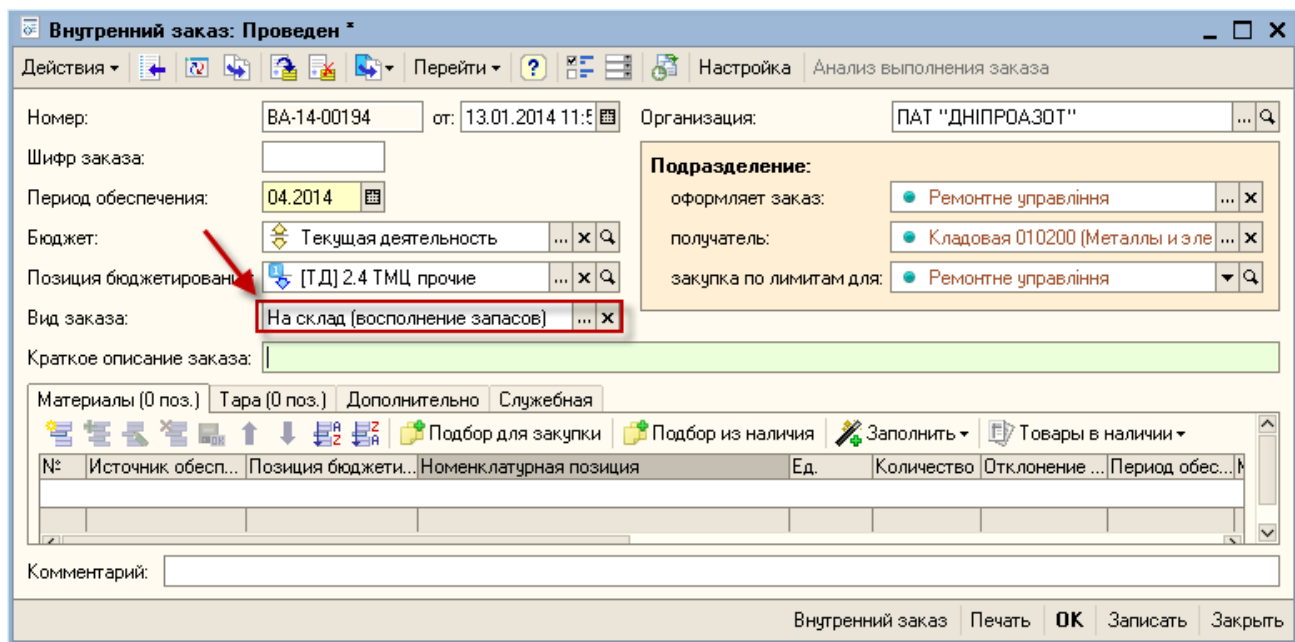 Внутренний заказ: Проведен *
Действия Перейти ? Настройка Анализ выполнения заказа
Номер: ВА-14-00194 от: 13.01.2014 11:5 Организация: ПАТ "ДНІПРОАЗОТ" ...
Шифр заказа:
Подразделение:
Период обеспечения: 04.2014 оформляет заказ: Ремонтне управління ... x
Бюджет: Текущая деятельность ... x получатель: Кладовая 010200 (Металлы и эле ... x
Позиция бюджетирования [ТД] 2.4 ТМЦ прочие ... x закупка по лимитам для: Ремонтне управління
Вид заказа: На склад (восполнение запасов) ... x
Краткое описание заказа:
Материалы (0 поз.) Тара (0 поз.) Дополнительно Служебная
Подбор для закупки Подбор из наличия Заполнить Товары в наличии
№ Источник обесп... Позиция бюджети... Номенклатурная позиция Ед. Количество Отклонение ... Период обес...
Комментарий:
Внутренний заказ Печать OK Записать Закрыть